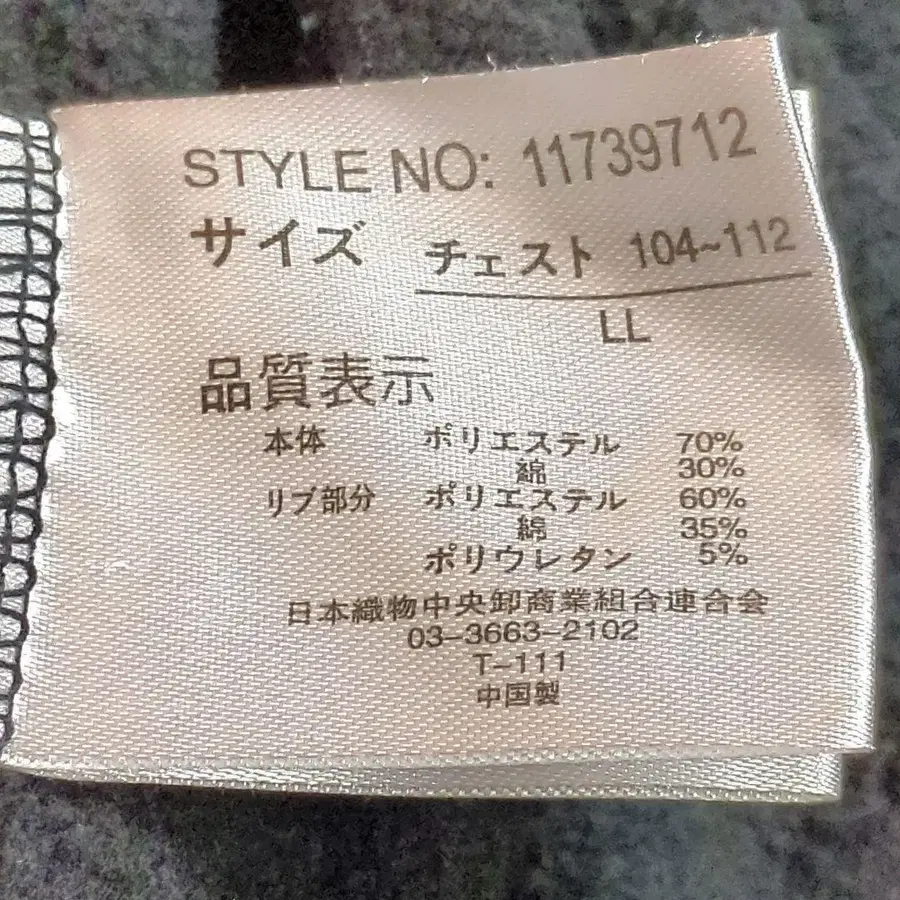 STYLE NO: 11739712
サイズ チェスト 104~112
LL
品質表示
本体 ポリエステル 70%
綿 30%
リブ部分 ポリエステル 60%
綿 35%
ポリウレタン 5%
日本織物中央卸商業組合連合会
03-3663-2102
T-111
中国製